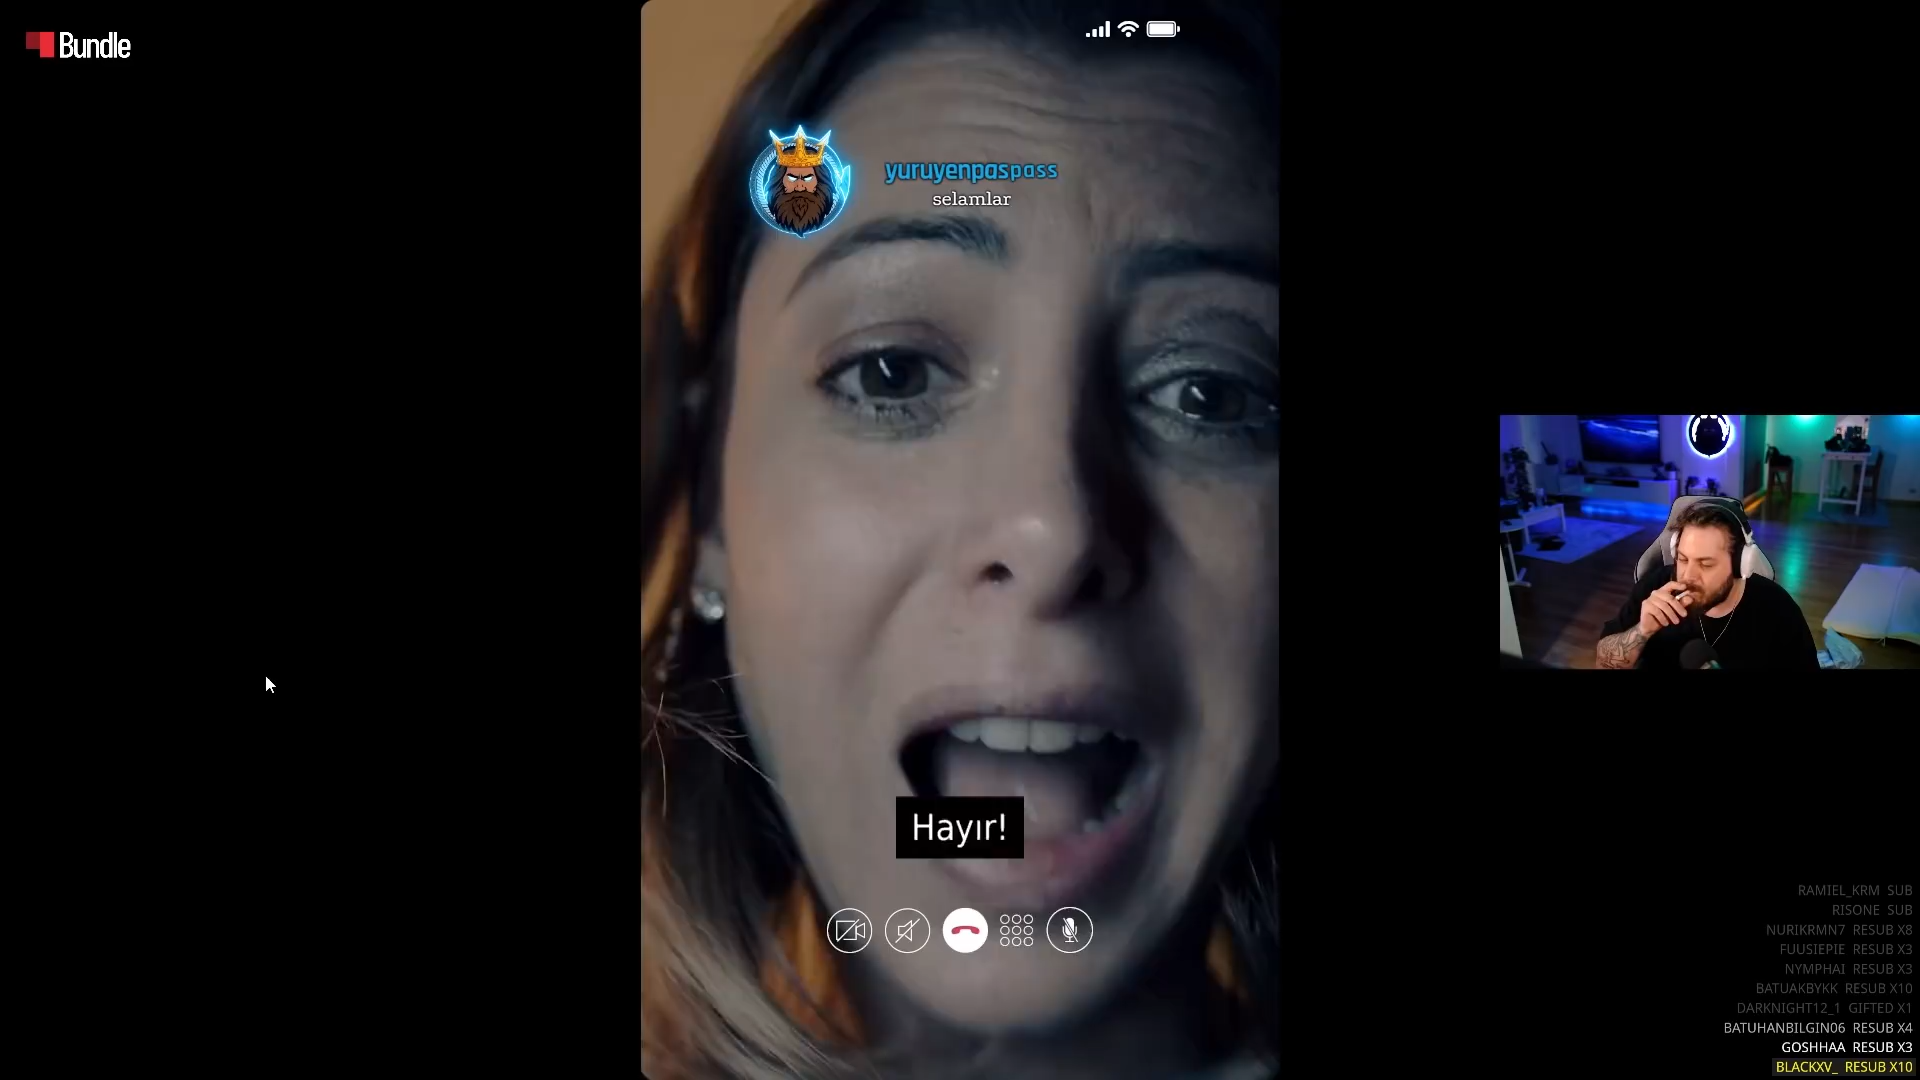 Bundle
yuruyenpaspass
selamlar
Hayır!
RAMIEL_KRM SUB
RISONE SUB
NURIKRMN7 RESUB X8
FUUSIEPIE RESUB X3
NYMPHAI RESUB X3
BATUAKBYKK RESUB X10
DARKNIGHT12_1 GIFTED X1
BATUHANBILGIN06 RESUB X4
GOSHHAA RESUB X3
BLACKXV_ RESUB X10